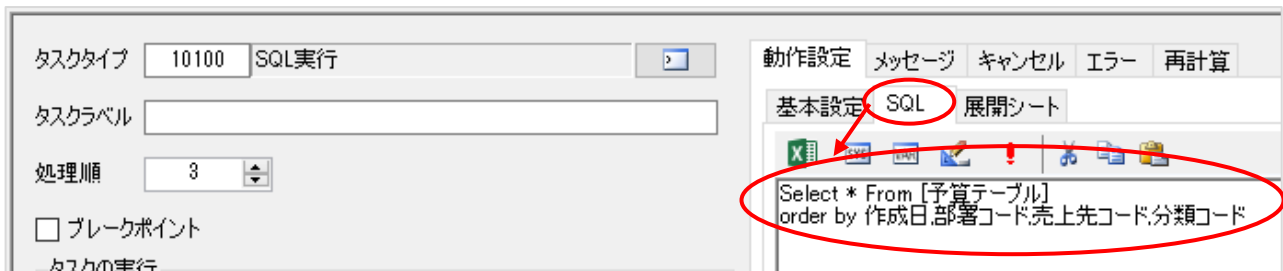 タスクタイプ 10100 SQL実行
タスクラベル
処理順 3
ブレークポイント
タスクの実行
動作設定 メッセージ キャンセル エラー 再計算
基本設定 SQL 展開シート
SYS VAR
Select * From [予算テーブル]
order by 作成日,部署コード,売上先コード,分類コード